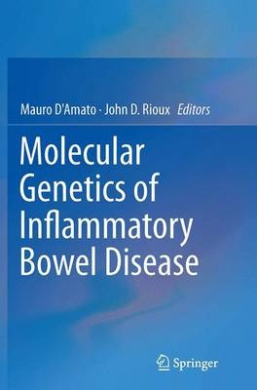 Mauro D'Amato · John D. Rioux Editors
Molecular
Genetics of
Inflammatory
Bowel Disease
Springer